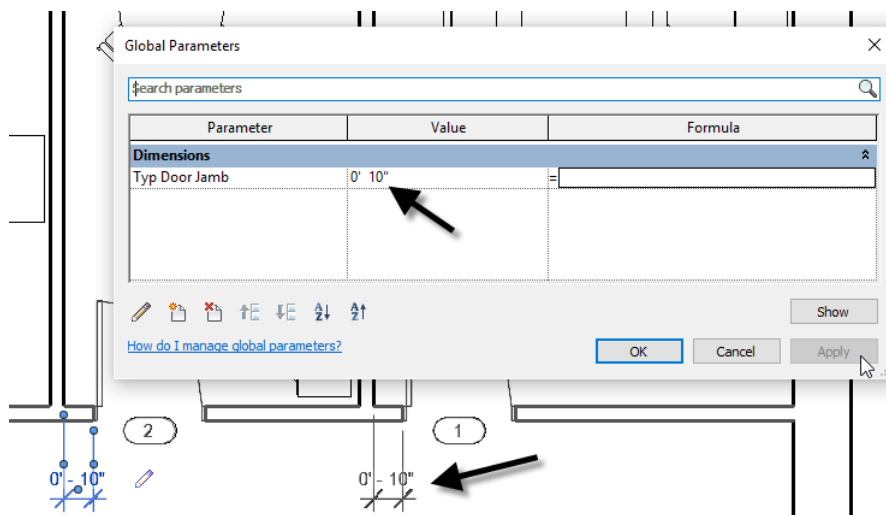 Global Parameters
Search parameters
Parameter Value Formula
Dimensions
Typ Door Jamb 0' 10" =
How do I manage global parameters?
Show
OK Cancel Apply
2 1
0' - 10" 0' - 10"